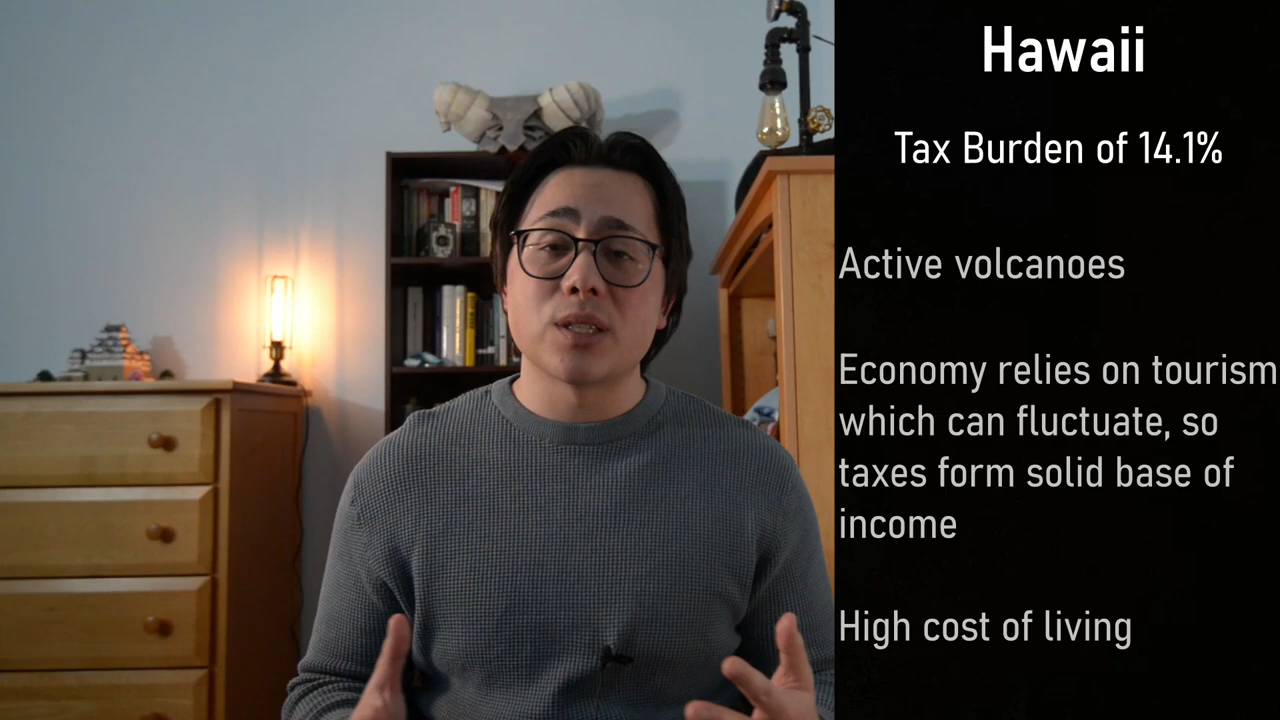 Hawaii
Tax Burden of 14.1%
Active volcanoes
Economy relies on tourism
which can fluctuate, so
taxes form solid base of
income
High cost of living